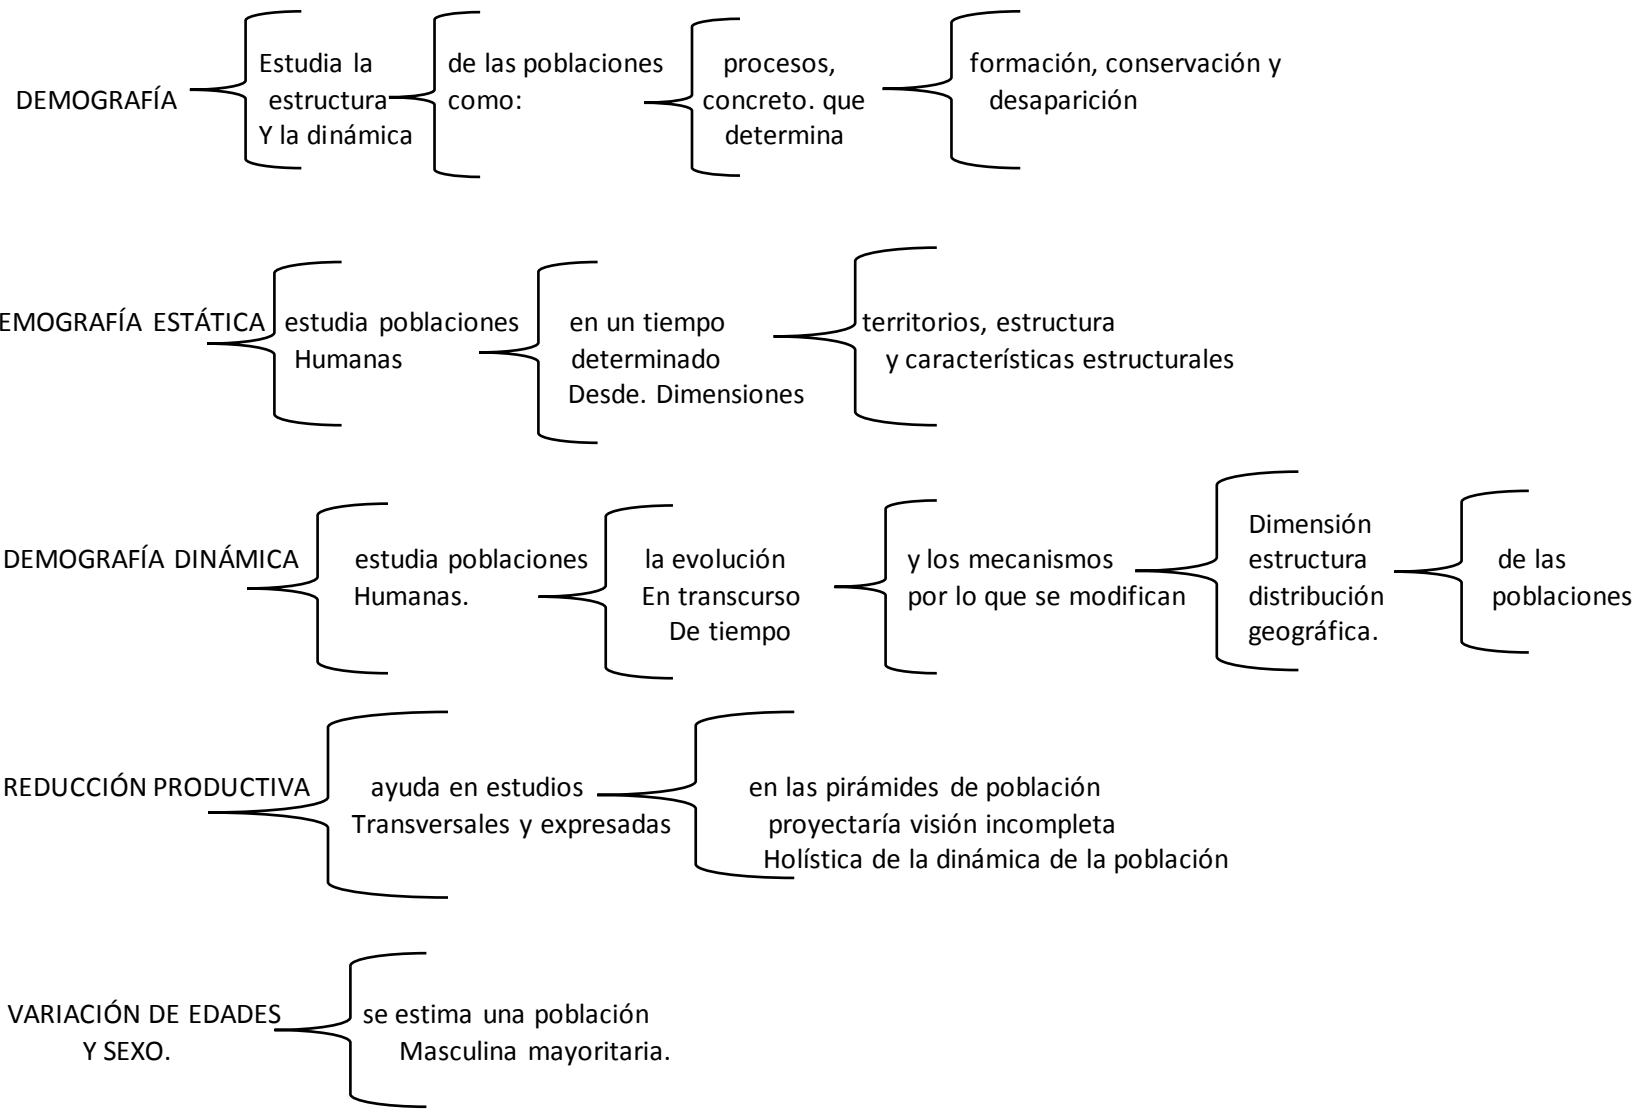 DEMOGRAFÍA
Estudia la
estructura
Y la dinámica
de las poblaciones
como:
procesos,
concreto. que
determina
formación, conservación y
desaparición
EMOGRAFÍA ESTÁTICA
estudia poblaciones
Humanas
en un tiempo
determinado
Desde. Dimensiones
territorios, estructura
y características estructurales
DEMOGRAFÍA DINÁMICA
estudia poblaciones
Humanas.
la evolución
En transcurso
De tiempo
y los mecanismos
por lo que se modifican
Dimensión
estructura
distribución
geográfica.
de las
poblaciones
REDUCCIÓN PRODUCTIVA
ayuda en estudios
Transversales y expresadas
en las pirámides de población
proyectaría visión incompleta
Holística de la dinámica de la población
VARIACIÓN DE EDADES
Y SEXO.
se estima una población
Masculina mayoritaria.